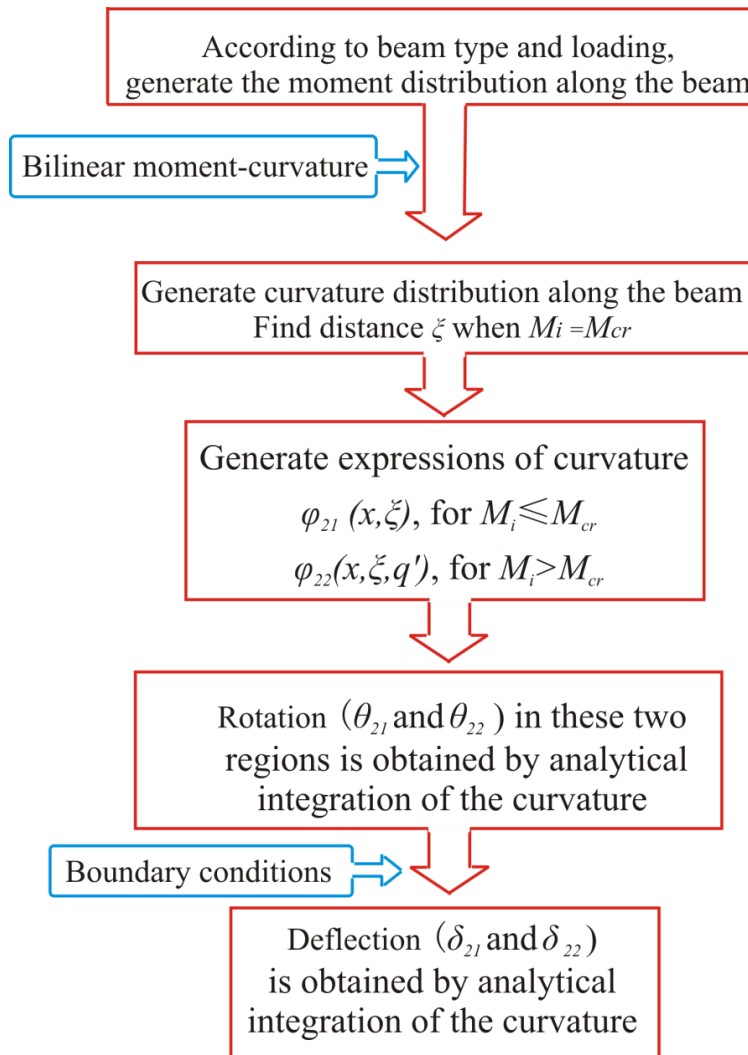 According to beam type and loading,
generate the moment distribution along the beam
Bilinear moment-curvature
Generate curvature distribution along the beam
Find distance ξ when Mi =Mcr
Generate expressions of curvature
φ21 (x,ξ), for Mi≤Mcr
φ22(x,ξ,q'), for Mi>Mcr
Rotation (θ21 and θ22) in these two
regions is obtained by analytical
integration of the curvature
Boundary conditions
Deflection (δ21 and δ22)
is obtained by analytical
integration of the curvature